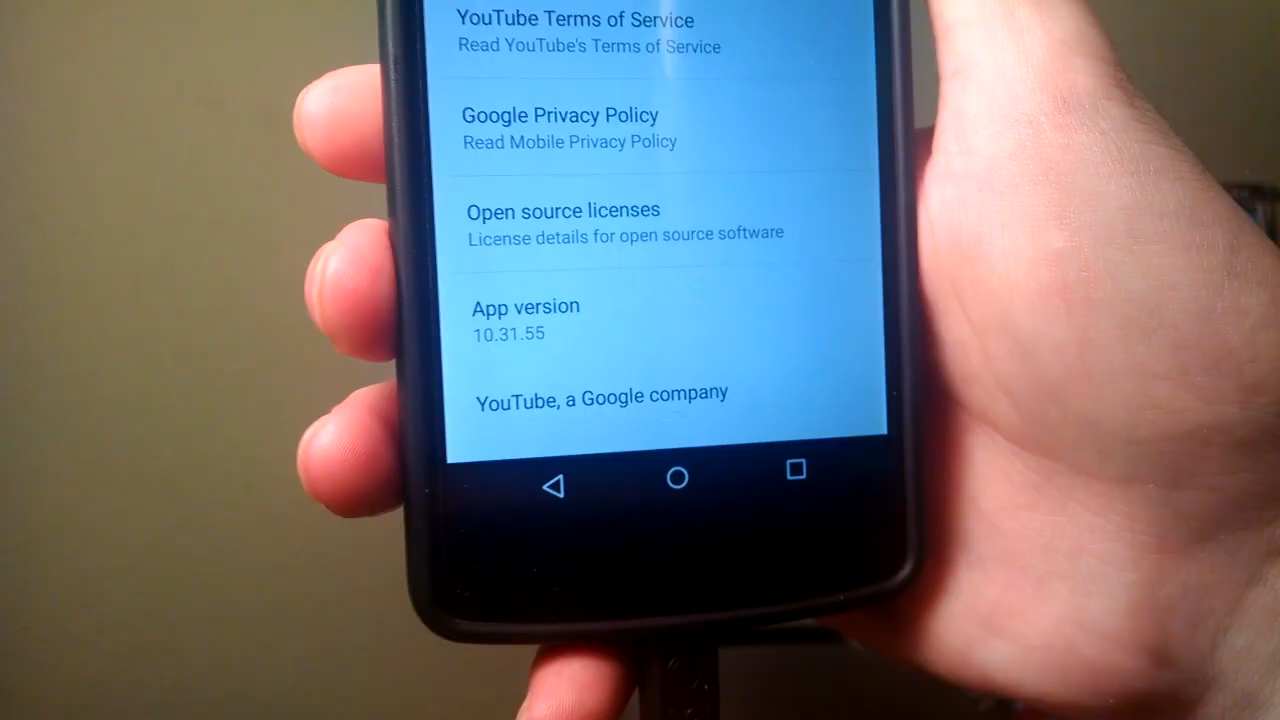 YouTube Terms of Service
Read YouTube's Terms of Service
Google Privacy Policy
Read Mobile Privacy Policy
Open source licenses
License details for open source software
App version
10.31.55
YouTube, a Google company